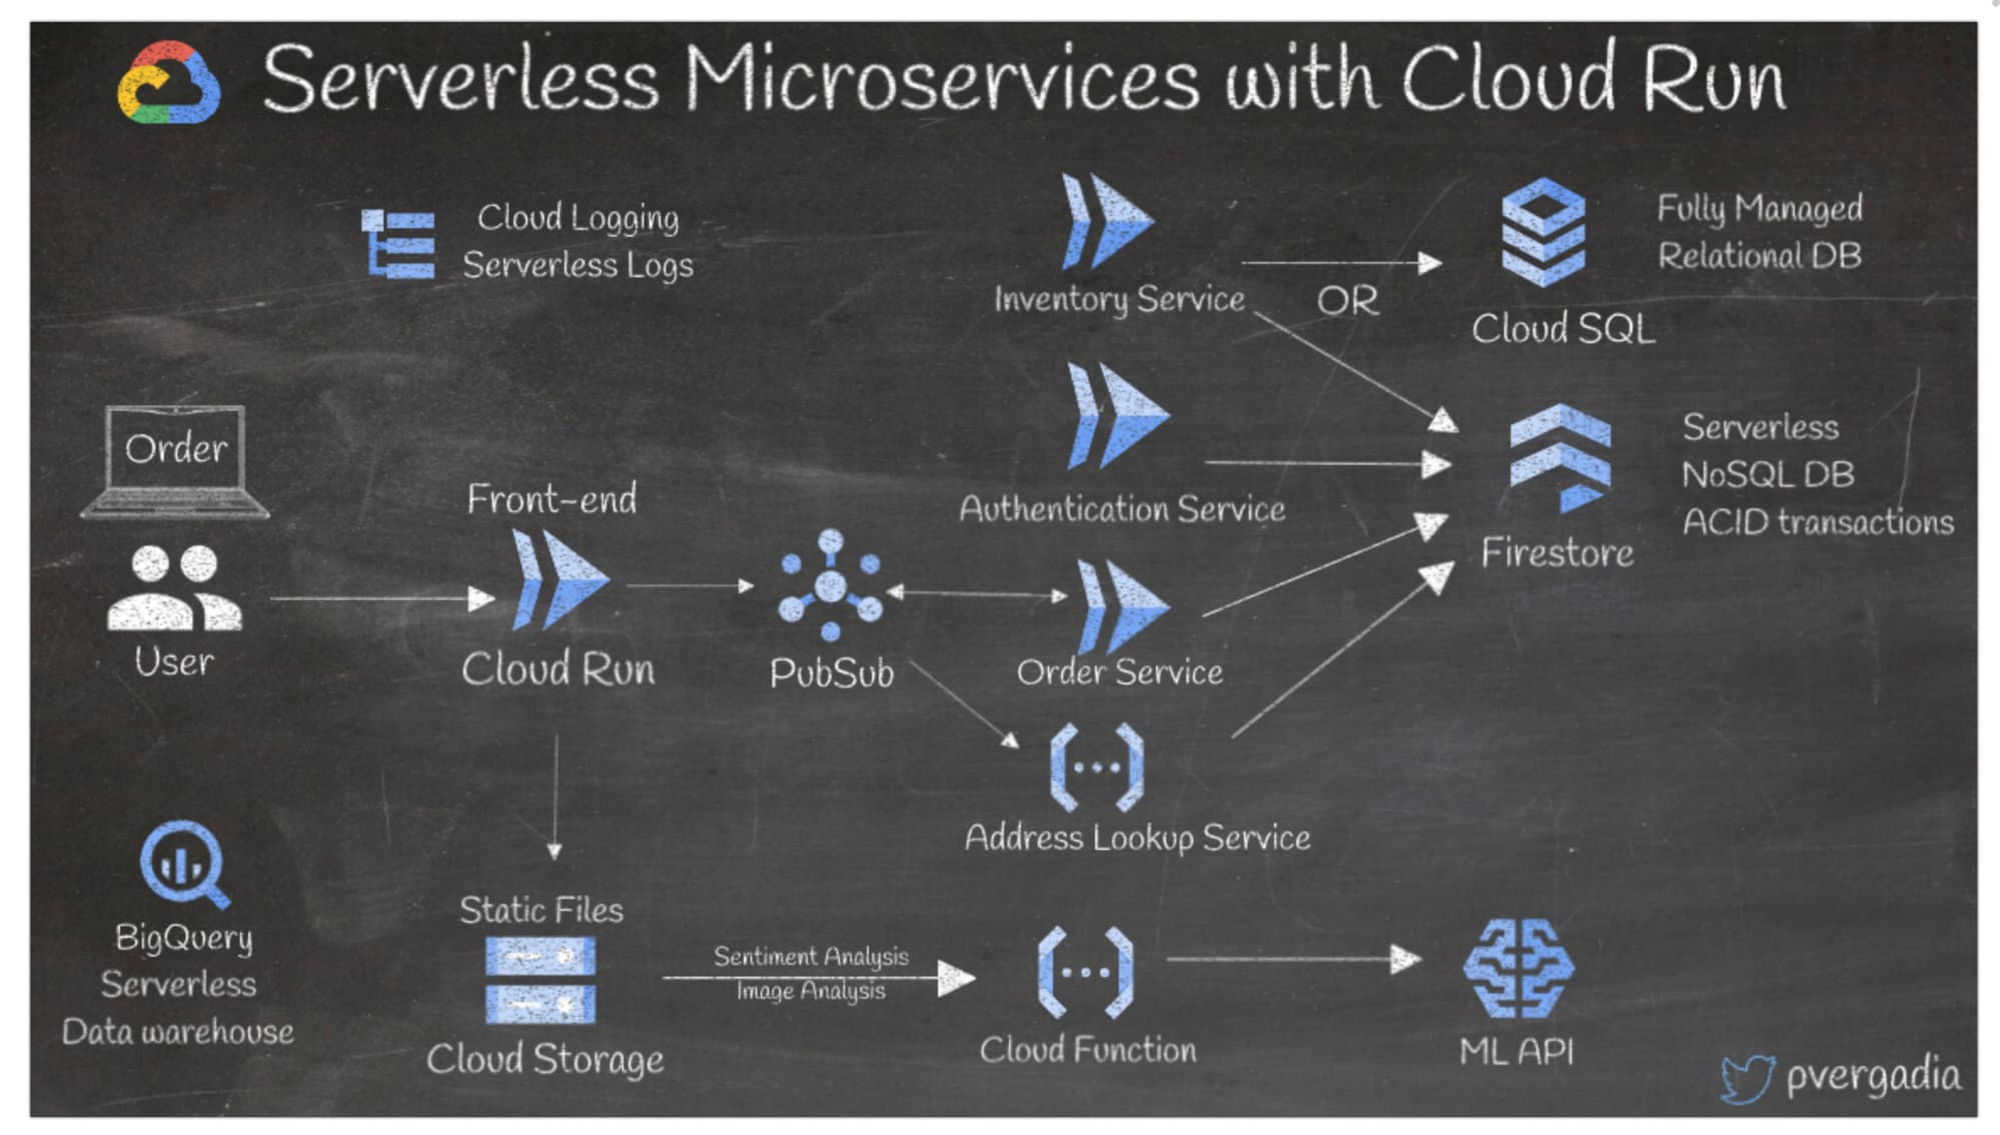 Serverless Microservices with Cloud Run
Cloud Logging
Serverless Logs
Inventory Service
OR
Cloud SQL
Fully Managed
Relational DB
Order
User
Front-end
Cloud Run
PubSub
Authentication Service
Order Service
Address Lookup Service
Firestore
Serverless
NoSQL DB
ACID transactions
BigQuery
Serverless
Data warehouse
Static Files
Cloud Storage
Sentiment Analysis
Image Analysis
Cloud Function
ML API
pvergadia